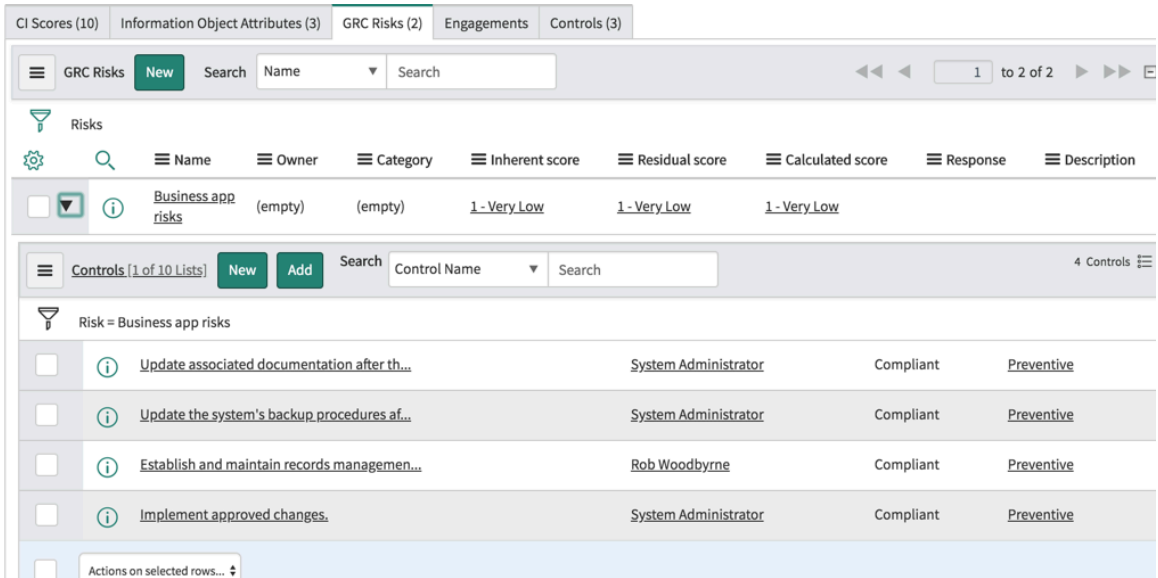 CI Scores (10) Information Object Attributes (3) GRC Risks (2) Engagements Controls (3)
GRC Risks New Search Name Search 1 to 2 of 2
Risks
Name Owner Category Inherent score Residual score Calculated score Response Description
Business app risks (empty) (empty) 1 - Very Low 1 - Very Low 1 - Very Low
Controls [1 of 10 Lists] New Add Search Control Name Search 4 Controls
Risk = Business app risks
Update associated documentation after th... System Administrator Compliant Preventive
Update the system's backup procedures af... System Administrator Compliant Preventive
Establish and maintain records managemen... Rob Woodbyrne Compliant Preventive
Implement approved changes. System Administrator Compliant Preventive
Actions on selected rows...